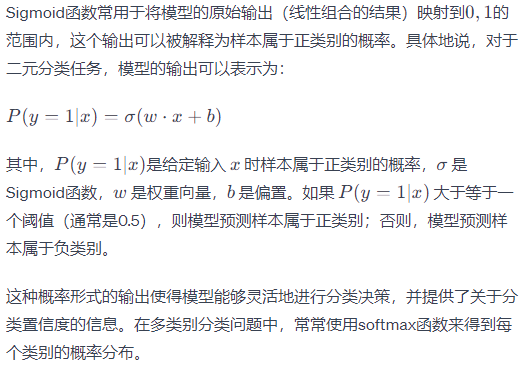 Sigmoid函数常用于将模型的原始输出（线性组合的结果）映射到0, 1的
范围内，这个输出可以被解释为样本属于正类别的概率。具体地说，对于
二元分类任务，模型的输出可以表示为：
P(y = 1|x) = σ(w · x + b)
其中，P(y = 1|x)是给定输入 x 时样本属于正类别的概率，σ 是
Sigmoid函数，w 是权重向量，b 是偏置。如果 P(y = 1|x) 大于等于一
个阈值（通常是0.5），则模型预测样本属于正类别；否则，模型预测样
本属于负类别。
这种概率形式的输出使得模型能够灵活地进行分类决策，并提供了关于分
类置信度的信息。在多类别分类问题中，常常使用softmax函数来得到每
个类别的概率分布。